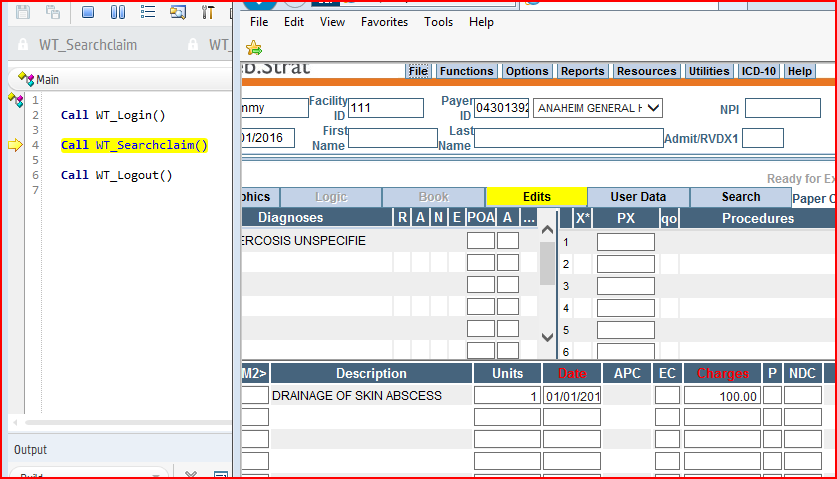 WT_Searchclaim
WT_
Main
1
2 Call WT_Login()
3
4 Call WT_Searchclaim()
5
6 Call WT_Logout()
7
Output
File Edit View Favorites Tools Help
eb.Strat
File Functions Options Reports Resources Utilities ICD-10 Help
mmy Facility ID 111 Payer ID 04301392 ANAHEIM GENERAL H NPI
01/2016 First Name Last Name Admit/RVDX1
Ready for Ex
phics Logic Book Edits User Data Search Paper C
Diagnoses R A N E POA A ... X* PX qo Procedures
ERCOSIS UNSPECIFIE 1
2
3
4
5
6
M2> Description Units Date APC EC Charges P NDC
DRAINAGE OF SKIN ABSCESS 1 01/01/201 100.00